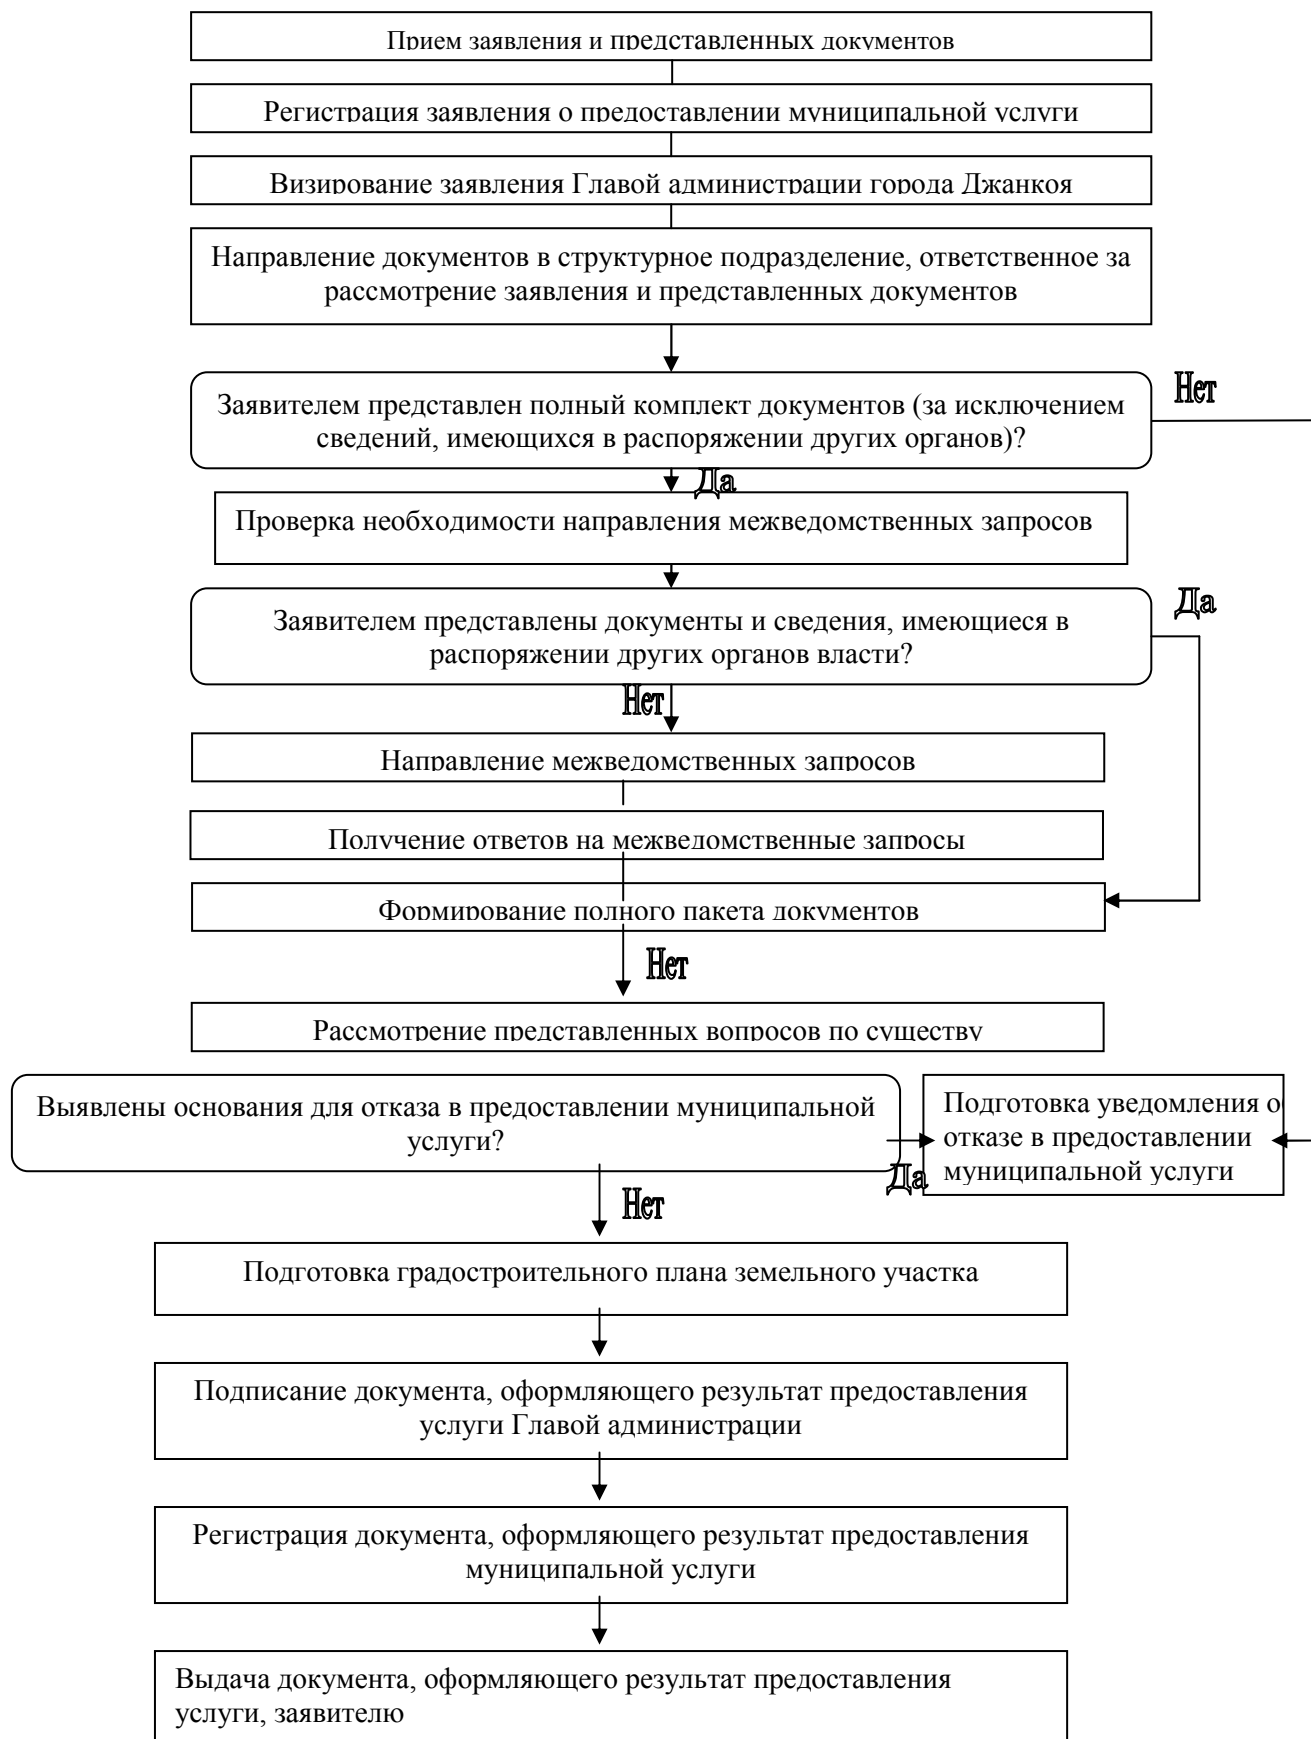 Прием заявления и представленных документов
Регистрация заявления о предоставлении муниципальной услуги
Визирование заявления Главой администрации города Джанкоя
Направление документов в структурное подразделение, ответственное за
рассмотрение заявления и представленных документов
Нет
Заявителем представлен полный комплект документов (за исключением
сведений, имеющихся в распоряжении других органов)?
Да
Проверка необходимости направления межведомственных запросов
Да
Заявителем представлены документы и сведения, имеющиеся в
распоряжении других органов власти?
Нет
Направление межведомственных запросов
Получение ответов на межведомственные запросы
Формирование полного пакета документов
Нет
Рассмотрение представленных вопросов по существу
Выявлены основания для отказа в предоставлении муниципальной
услуги?
Да
Подготовка уведомления о
отказе в предоставлении
муниципальной услуги
Нет
Подготовка градостроительного плана земельного участка
Подписание документа, оформляющего результат предоставления
услуги Главой администрации
Регистрация документа, оформляющего результат предоставления
муниципальной услуги
Выдача документа, оформляющего результат предоставления
услуги, заявителю